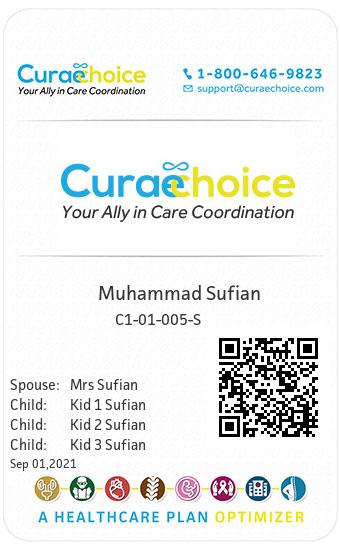 Curaechoice
Your Ally in Care Coordination
1-800-646-9823
support@curaechoice.com
Curaechoice
Your Ally in Care Coordination
Muhammad Sufian
C1-01-005-S
Spouse: Mrs Sufian
Child: Kid 1 Sufian
Child: Kid 2 Sufian
Child: Kid 3 Sufian
Sep 01,2021
A HEALTHCARE PLAN OPTIMIZER